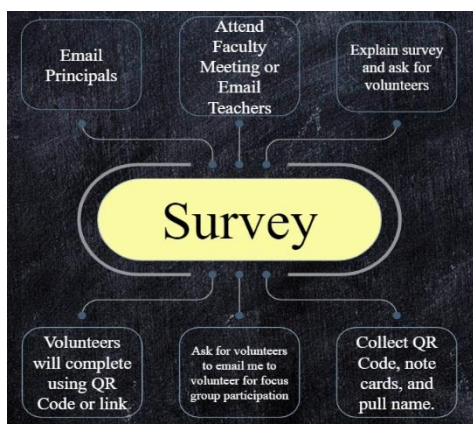 Email
Principals
Attend
Faculty
Meeting or
Email
Teachers
Explain survey
and ask for
volunteers
Survey
Volunteers
will complete
using QR
Code or link
Ask for volunteers
to email me to
volunteer for focus
group participation
Collect QR
Code, note
cards, and
pull name.